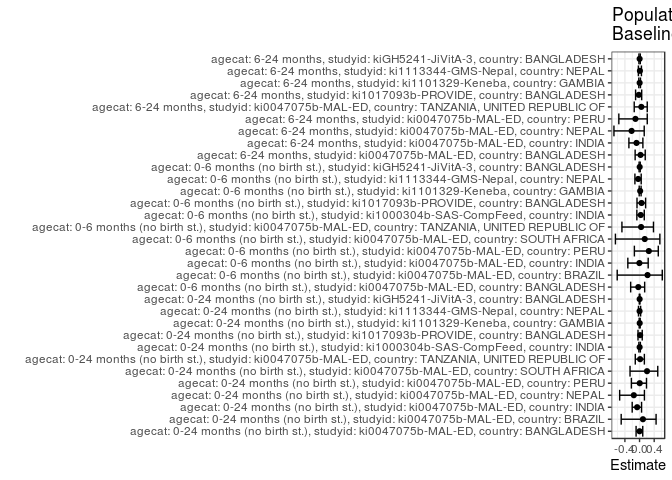 Populat
Baselin
agecat: 6-24 months, studyid: kiGH5241-JiVitA-3, country: BANGLADESH
agecat: 6-24 months, studyid: ki1113344-GMS-Nepal, country: NEPAL
agecat: 6-24 months, studyid: ki1101329-Keneba, country: GAMBIA
agecat: 6-24 months, studyid: ki1017093b-PROVIDE, country: BANGLADESH
agecat: 6-24 months, studyid: ki0047075b-MAL-ED, country: TANZANIA, UNITED REPUBLIC OF
agecat: 6-24 months, studyid: ki0047075b-MAL-ED, country: PERU
agecat: 6-24 months, studyid: ki0047075b-MAL-ED, country: NEPAL
agecat: 6-24 months, studyid: ki0047075b-MAL-ED, country: INDIA
agecat: 6-24 months, studyid: ki0047075b-MAL-ED, country: BANGLADESH
agecat: 0-6 months (no birth st.), studyid: kiGH5241-JiVitA-3, country: BANGLADESH
agecat: 0-6 months (no birth st.), studyid: ki1113344-GMS-Nepal, country: NEPAL
agecat: 0-6 months (no birth st.), studyid: ki1101329-Keneba, country: GAMBIA
agecat: 0-6 months (no birth st.), studyid: ki1017093b-PROVIDE, country: BANGLADESH
agecat: 0-6 months (no birth st.), studyid: ki1000304b-SAS-CompFeed, country: INDIA
agecat: 0-6 months (no birth st.), studyid: ki0047075b-MAL-ED, country: TANZANIA, UNITED REPUBLIC OF
agecat: 0-6 months (no birth st.), studyid: ki0047075b-MAL-ED, country: SOUTH AFRICA
agecat: 0-6 months (no birth st.), studyid: ki0047075b-MAL-ED, country: PERU
agecat: 0-6 months (no birth st.), studyid: ki0047075b-MAL-ED, country: INDIA
agecat: 0-6 months (no birth st.), studyid: ki0047075b-MAL-ED, country: BRAZIL
agecat: 0-6 months (no birth st.), studyid: ki0047075b-MAL-ED, country: BANGLADESH
agecat: 0-24 months (no birth st.), studyid: kiGH5241-JiVitA-3, country: BANGLADESH
agecat: 0-24 months (no birth st.), studyid: ki1113344-GMS-Nepal, country: NEPAL
agecat: 0-24 months (no birth st.), studyid: ki1101329-Keneba, country: GAMBIA
agecat: 0-24 months (no birth st.), studyid: ki1017093b-PROVIDE, country: BANGLADESH
agecat: 0-24 months (no birth st.), studyid: ki1000304b-SAS-CompFeed, country: INDIA
agecat: 0-24 months (no birth st.), studyid: ki0047075b-MAL-ED, country: TANZANIA, UNITED REPUBLIC OF
agecat: 0-24 months (no birth st.), studyid: ki0047075b-MAL-ED, country: SOUTH AFRICA
agecat: 0-24 months (no birth st.), studyid: ki0047075b-MAL-ED, country: PERU
agecat: 0-24 months (no birth st.), studyid: ki0047075b-MAL-ED, country: NEPAL
agecat: 0-24 months (no birth st.), studyid: ki0047075b-MAL-ED, country: INDIA
agecat: 0-24 months (no birth st.), studyid: ki0047075b-MAL-ED, country: BRAZIL
agecat: 0-24 months (no birth st.), studyid: ki0047075b-MAL-ED, country: BANGLADESH
-0.4 0.0 0.4
Estimate